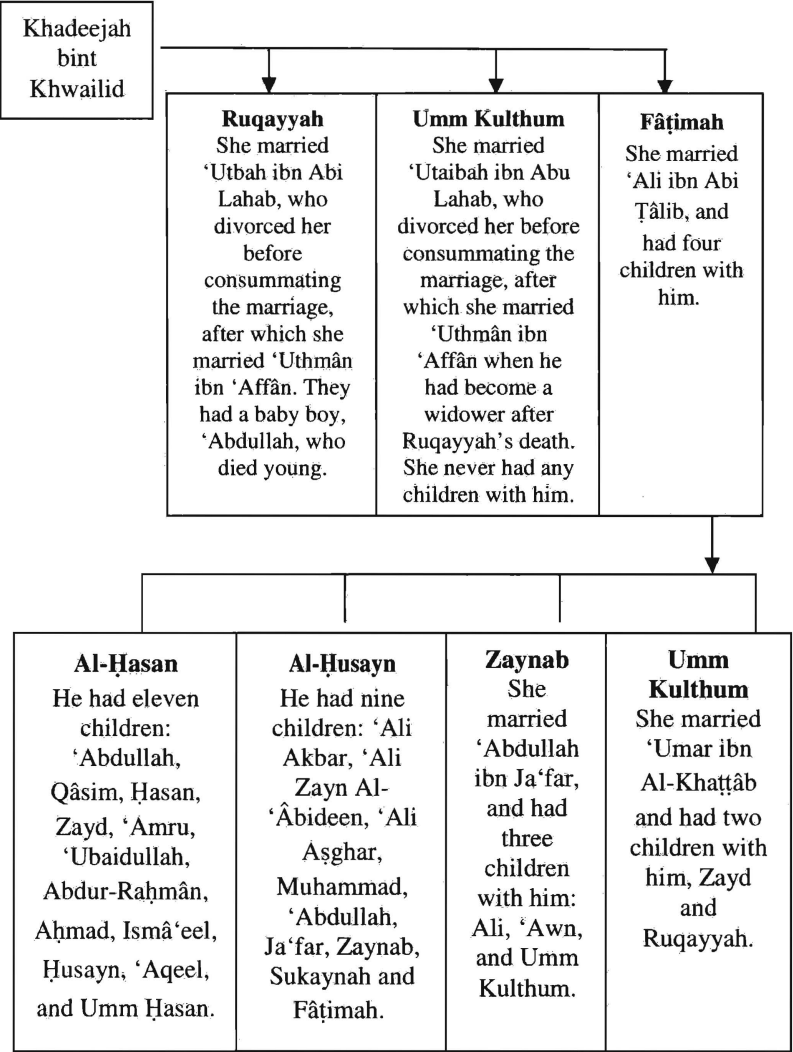 Khadeejah
bint
Khwailid
Ruqayyah
She married
‘Utbah ibn Abi
Lahab, who
divorced her
before
consummating
the marriage,
after which she
married ‘Uthmân
ibn ‘Affân. They
had a baby boy,
‘Abdullah, who
died young.
Umm Kulthum
She married
‘Utaibah ibn Abu
Lahab, who
divorced her before
consummating the
marriage, after
which she married
‘Uthmân ibn
‘Affân when he
had become a
widower after
Ruqayyah’s death.
She never had any
children with him.
Fâṭimah
She married
‘Ali ibn Abi
Ṭâlib, and
had four
children with
him.
Al-Ḥasan
He had eleven
children:
‘Abdullah,
Qâsim, Ḥasan,
Zayd, ‘Amru,
‘Ubaidullah,
Abdur-Raḥmân,
Aḥmad, Ismâ‘eel,
Ḥusayn, ‘Aqeel,
and Umm Ḥasan.
Al-Ḥusayn
He had nine
children: ‘Ali
Akbar, ‘Ali
Zayn Al-
‘Âbideen, ‘Ali
Aṣghar,
Muhammad,
‘Abdullah,
Ja‘far, Zaynab,
Sukaynah and
Fâṭimah.
Zaynab
She
married
‘Abdullah
ibn Ja‘far,
and had
three
children
with him:
Ali, ‘Awn,
and Umm
Kulthum.
Umm
Kulthum
She married
‘Umar ibn
Al-Khaṭṭâb
and had two
children with
him, Zayd
and
Ruqayyah.